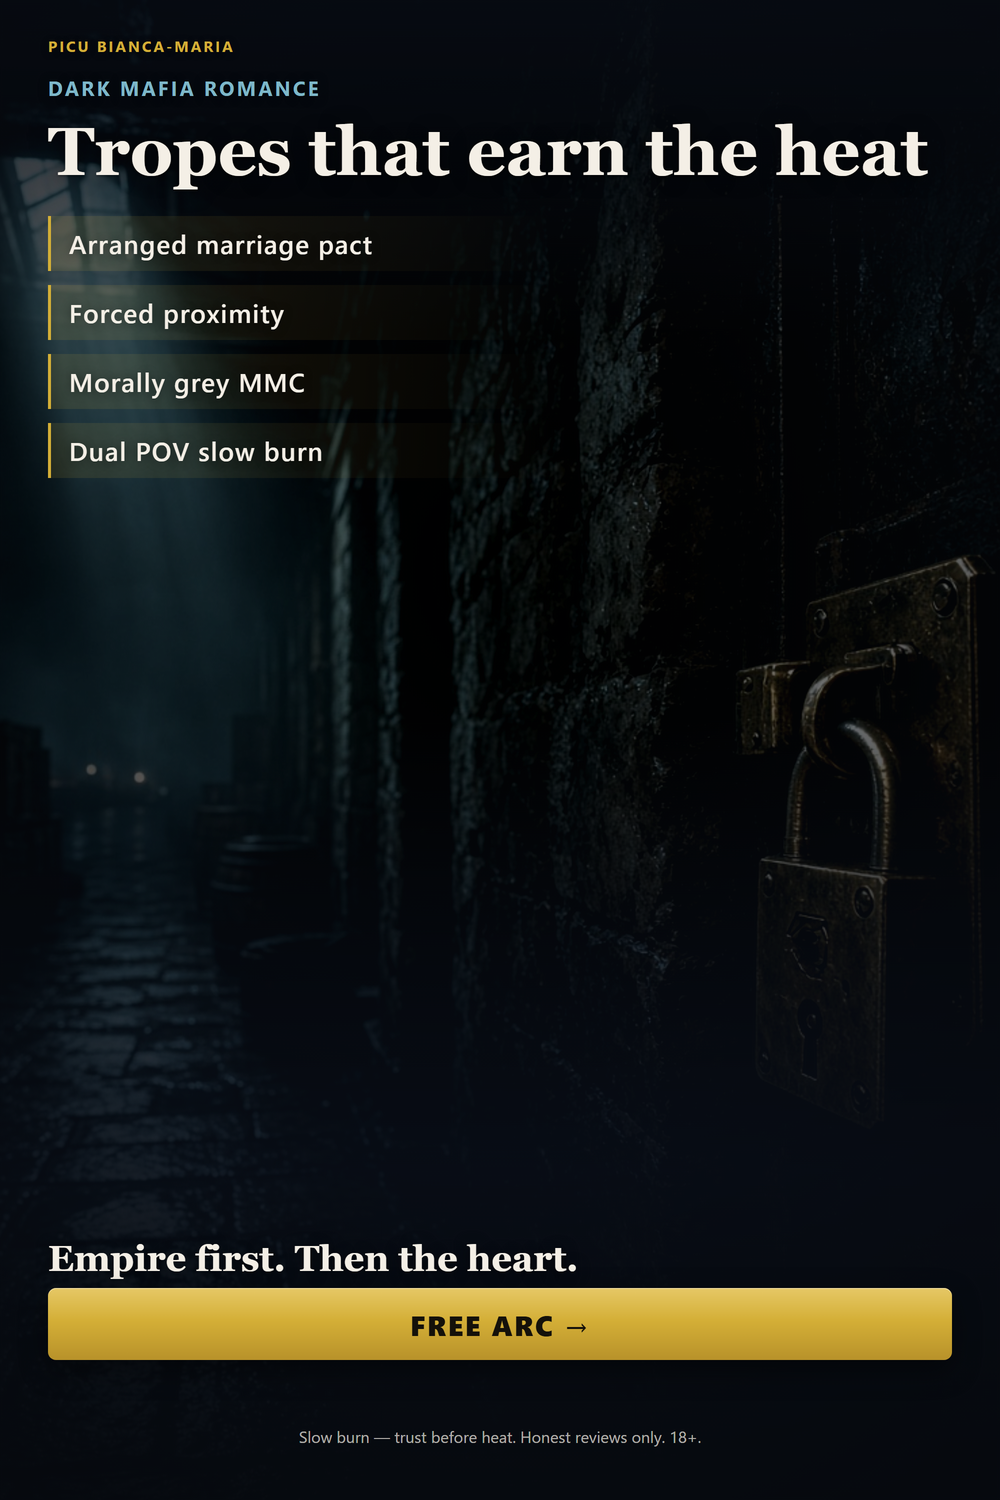 PICU BIANCA-MARIA
DARK MAFIA ROMANCE
Tropes that earn the heat
Arranged marriage pact
Forced proximity
Morally grey MMC
Dual POV slow burn
Empire first. Then the heart.
FREE ARC →
Slow burn — trust before heat. Honest reviews only. 18+.